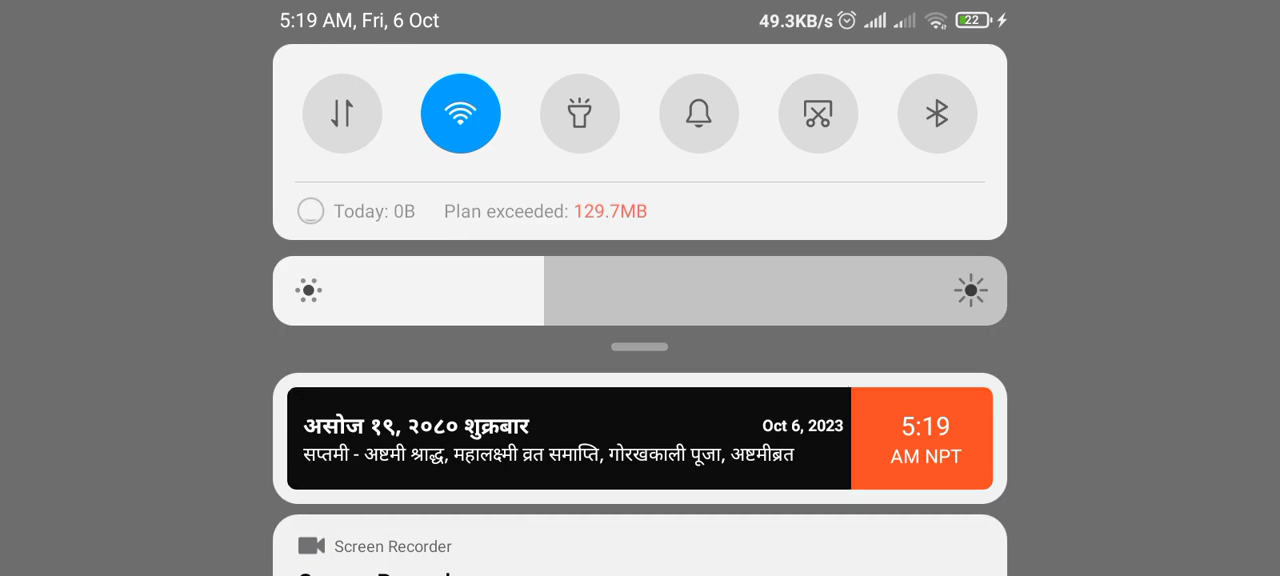 5:19 AM, Fri, 6 Oct 49.3KB/s 22
Today: 0B Plan exceeded: 129.7MB
असोज १९, २०८० शुक्रबार Oct 6, 2023
सप्तमी - अष्टमी श्राद्ध, महालक्ष्मी व्रत समाप्ति, गोरखकाली पूजा, अष्टमीब्रत
5:19
AM NPT
Screen Recorder